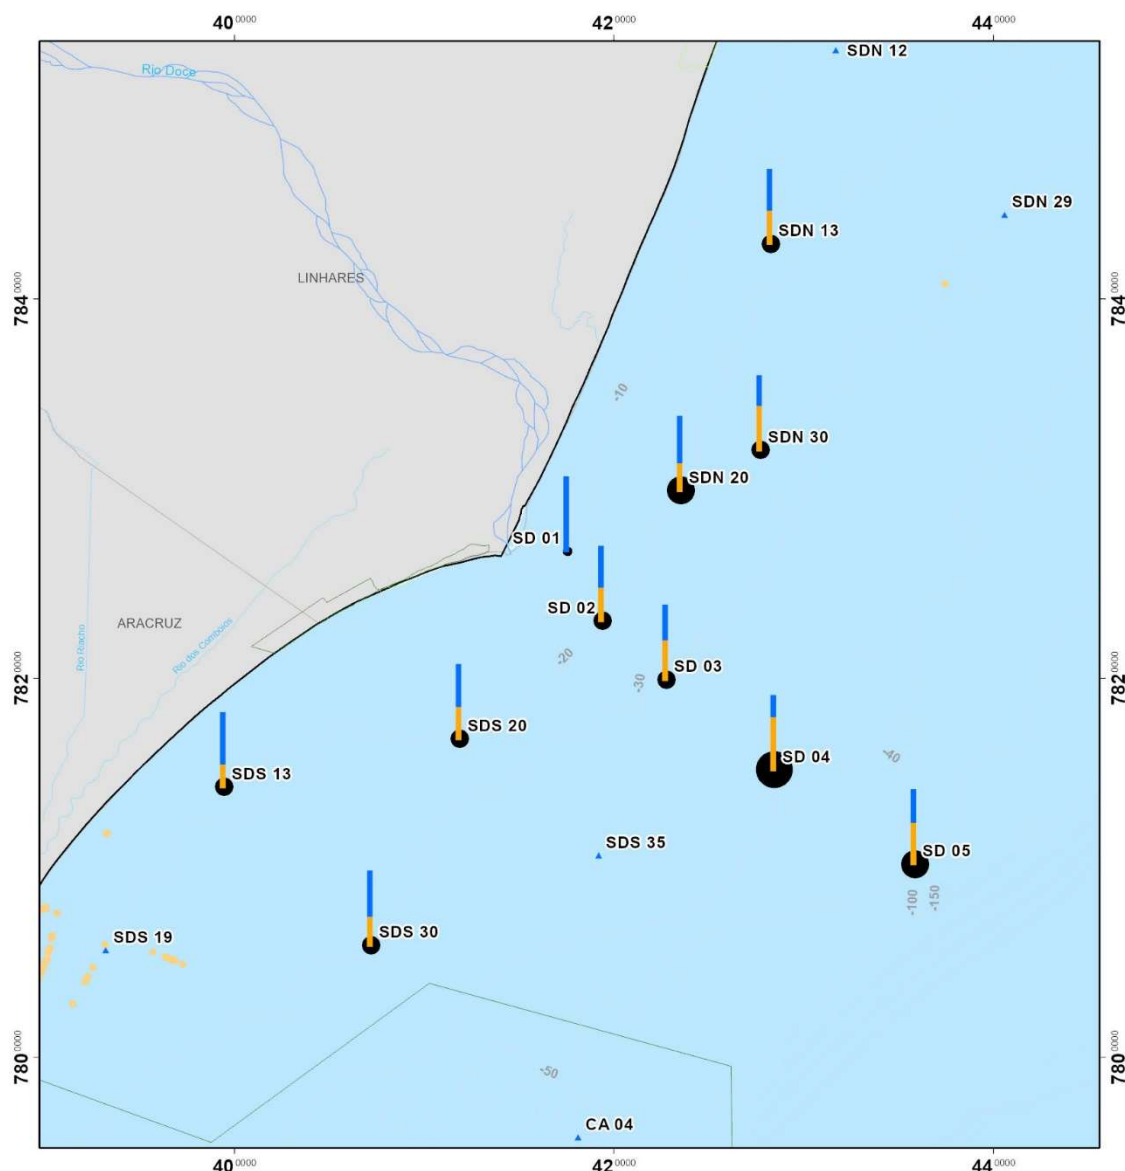 40 0000
42 0000
44 0000
SDN 12
Rio Doce
SDN 29
SDN 13
LINHARES
784 0000
784 0000
-10
SDN 30
SDN 20
SD 01
SD 02
ARACRUZ
Rio Riacho
Rio dos Comboios
-20
SD 03
-30
782 0000
782 0000
SDS 20
SD 04
-40
SDS 13
SDS 35
SD 05
-100
-150
SDS 19
SDS 30
780 0000
780 0000
-50
CA 04
40 0000
42 0000
44 0000